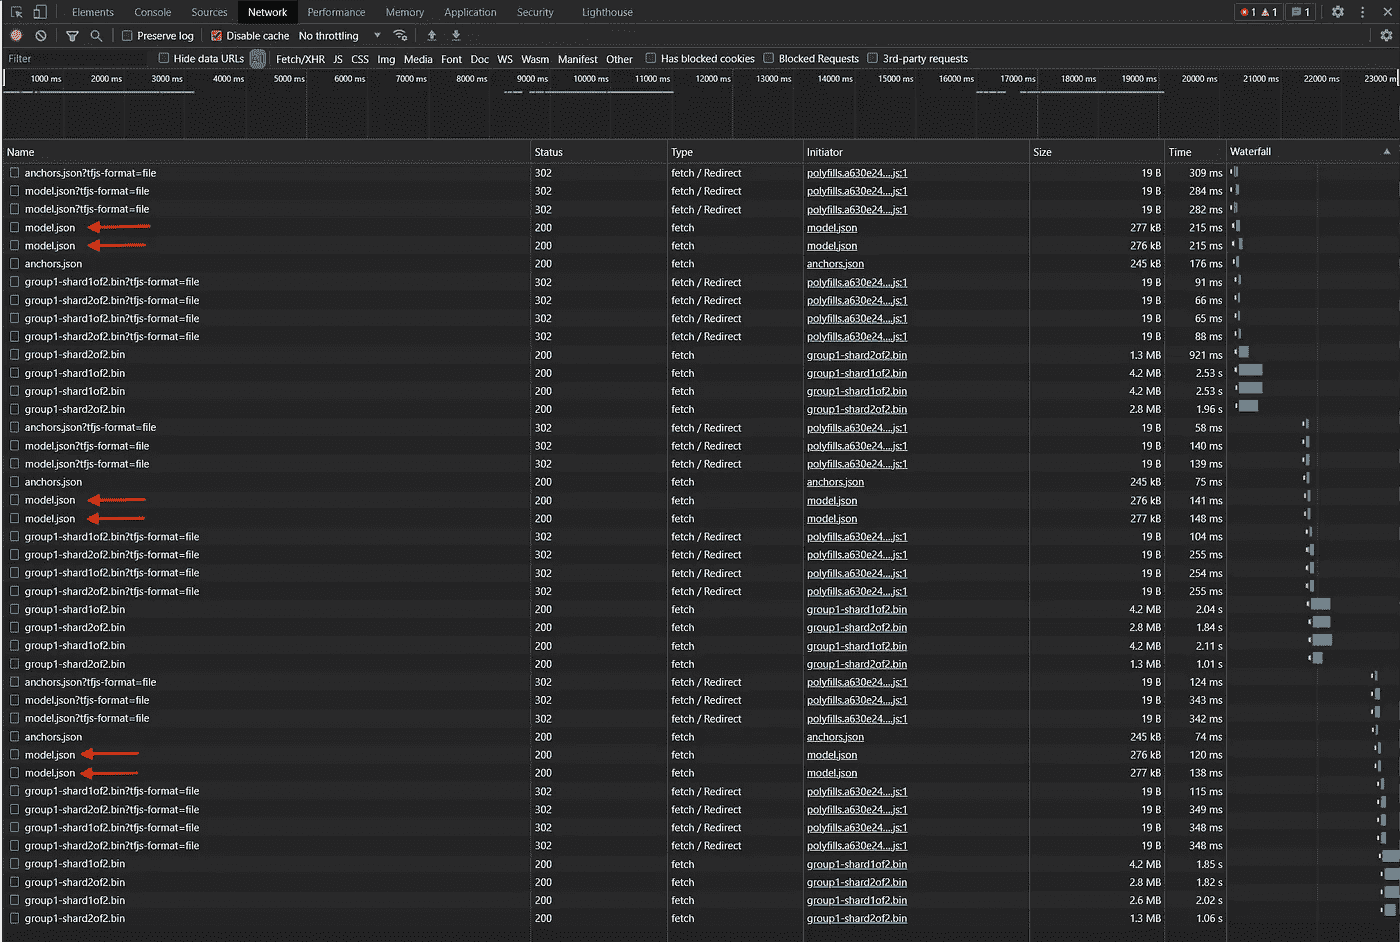 Elements Console Sources Network Performance Memory Application Security Lighthouse 1 1 1
Preserve log Disable cache No throttling
Filter Hide data URLs All Fetch/XHR JS CSS Img Media Font Doc WS Wasm Manifest Other Has blocked cookies Blocked Requests 3rd-party requests
1000 ms 2000 ms 3000 ms 4000 ms 5000 ms 6000 ms 7000 ms 8000 ms 9000 ms 10000 ms 11000 ms 12000 ms 13000 ms 14000 ms 15000 ms 16000 ms 17000 ms 18000 ms 19000 ms 20000 ms 21000 ms 22000 ms 23000 m
Name Status Type Initiator Size Time Waterfall
anchors.json?tfjs-format=file 302 fetch / Redirect polyfills.a630e24....js:1 19 B 309 ms
model.json?tfjs-format=file 302 fetch / Redirect polyfills.a630e24....js:1 19 B 284 ms
model.json?tfjs-format=file 302 fetch / Redirect polyfills.a630e24....js:1 19 B 282 ms
model.json 200 fetch model.json 277 kB 215 ms
model.json 200 fetch model.json 276 kB 215 ms
anchors.json 200 fetch anchors.json 245 kB 176 ms
group1-shard1of2.bin?tfjs-format=file 302 fetch / Redirect polyfills.a630e24....js:1 19 B 91 ms
group1-shard2of2.bin?tfjs-format=file 302 fetch / Redirect polyfills.a630e24....js:1 19 B 66 ms
group1-shard1of2.bin?tfjs-format=file 302 fetch / Redirect polyfills.a630e24....js:1 19 B 65 ms
group1-shard2of2.bin?tfjs-format=file 302 fetch / Redirect polyfills.a630e24....js:1 19 B 88 ms
group1-shard2of2.bin 200 fetch group1-shard2of2.bin 1.3 MB 921 ms
group1-shard1of2.bin 200 fetch group1-shard1of2.bin 4.2 MB 2.53 s
group1-shard1of2.bin 200 fetch group1-shard1of2.bin 4.2 MB 2.53 s
group1-shard2of2.bin 200 fetch group1-shard2of2.bin 2.8 MB 1.96 s
anchors.json?tfjs-format=file 302 fetch / Redirect polyfills.a630e24....js:1 19 B 58 ms
model.json?tfjs-format=file 302 fetch / Redirect polyfills.a630e24....js:1 19 B 140 ms
model.json?tfjs-format=file 302 fetch / Redirect polyfills.a630e24....js:1 19 B 139 ms
anchors.json 200 fetch anchors.json 245 kB 75 ms
model.json 200 fetch model.json 276 kB 141 ms
model.json 200 fetch model.json 277 kB 148 ms
group1-shard1of2.bin?tfjs-format=file 302 fetch / Redirect polyfills.a630e24....js:1 19 B 104 ms
group1-shard2of2.bin?tfjs-format=file 302 fetch / Redirect polyfills.a630e24....js:1 19 B 255 ms
group1-shard1of2.bin?tfjs-format=file 302 fetch / Redirect polyfills.a630e24....js:1 19 B 254 ms
group1-shard2of2.bin?tfjs-format=file 302 fetch / Redirect polyfills.a630e24....js:1 19 B 255 ms
group1-shard1of2.bin 200 fetch group1-shard1of2.bin 4.2 MB 2.04 s
group1-shard2of2.bin 200 fetch group1-shard2of2.bin 2.8 MB 1.84 s
group1-shard1of2.bin 200 fetch group1-shard1of2.bin 4.2 MB 2.11 s
group1-shard2of2.bin 200 fetch group1-shard2of2.bin 1.3 MB 1.01 s
anchors.json?tfjs-format=file 302 fetch / Redirect polyfills.a630e24....js:1 19 B 124 ms
model.json?tfjs-format=file 302 fetch / Redirect polyfills.a630e24....js:1 19 B 343 ms
model.json?tfjs-format=file 302 fetch / Redirect polyfills.a630e24....js:1 19 B 342 ms
anchors.json 200 fetch anchors.json 245 kB 74 ms
model.json 200 fetch model.json 276 kB 120 ms
model.json 200 fetch model.json 277 kB 138 ms
group1-shard1of2.bin?tfjs-format=file 302 fetch / Redirect polyfills.a630e24....js:1 19 B 115 ms
group1-shard2of2.bin?tfjs-format=file 302 fetch / Redirect polyfills.a630e24....js:1 19 B 349 ms
group1-shard1of2.bin?tfjs-format=file 302 fetch / Redirect polyfills.a630e24....js:1 19 B 348 ms
group1-shard2of2.bin?tfjs-format=file 302 fetch / Redirect polyfills.a630e24....js:1 19 B 348 ms
group1-shard1of2.bin 200 fetch group1-shard1of2.bin 4.2 MB 1.85 s
group1-shard2of2.bin 200 fetch group1-shard2of2.bin 2.8 MB 1.82 s
group1-shard1of2.bin 200 fetch group1-shard1of2.bin 2.6 MB 2.02 s
group1-shard2of2.bin 200 fetch group1-shard2of2.bin 1.3 MB 1.06 s